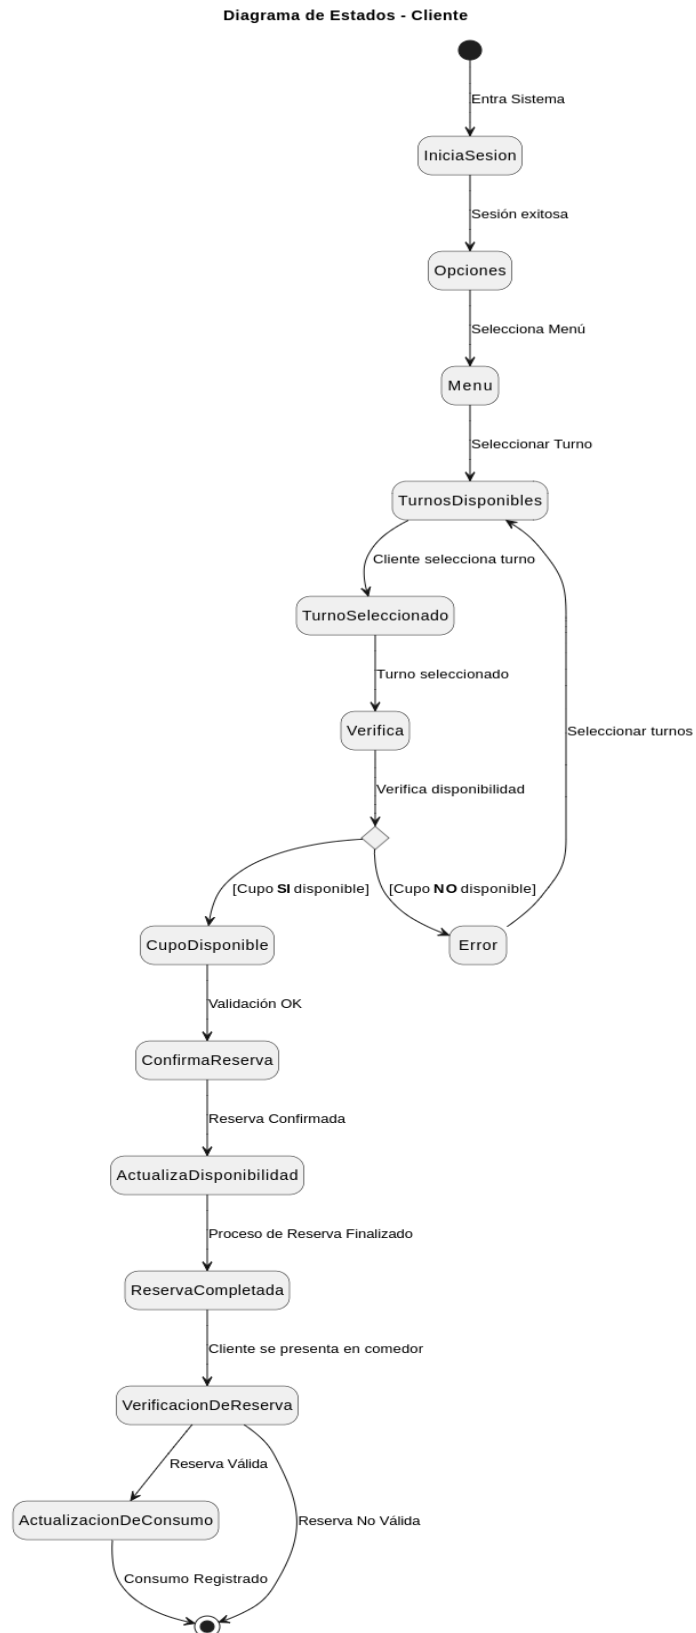 Diagrama de Estados - Cliente
Entra Sistema
IniciaSesion
Sesión exitosa
Opciones
Selecciona Menú
Menu
Seleccionar Turno
TurnosDisponibles
Cliente selecciona turno
TurnoSeleccionado
Turno seleccionado
Verifica
Seleccionar turnos
Verifica disponibilidad
[Cupo SI disponible]
[Cupo NO disponible]
CupoDisponible
Error
Validación OK
ConfirmaReserva
Reserva Confirmada
ActualizaDisponibilidad
Proceso de Reserva Finalizado
ReservaCompletada
Cliente se presenta en comedor
VerificacionDeReserva
Reserva Válida
ActualizacionDeConsumo
Reserva No Válida
Consumo Registrado